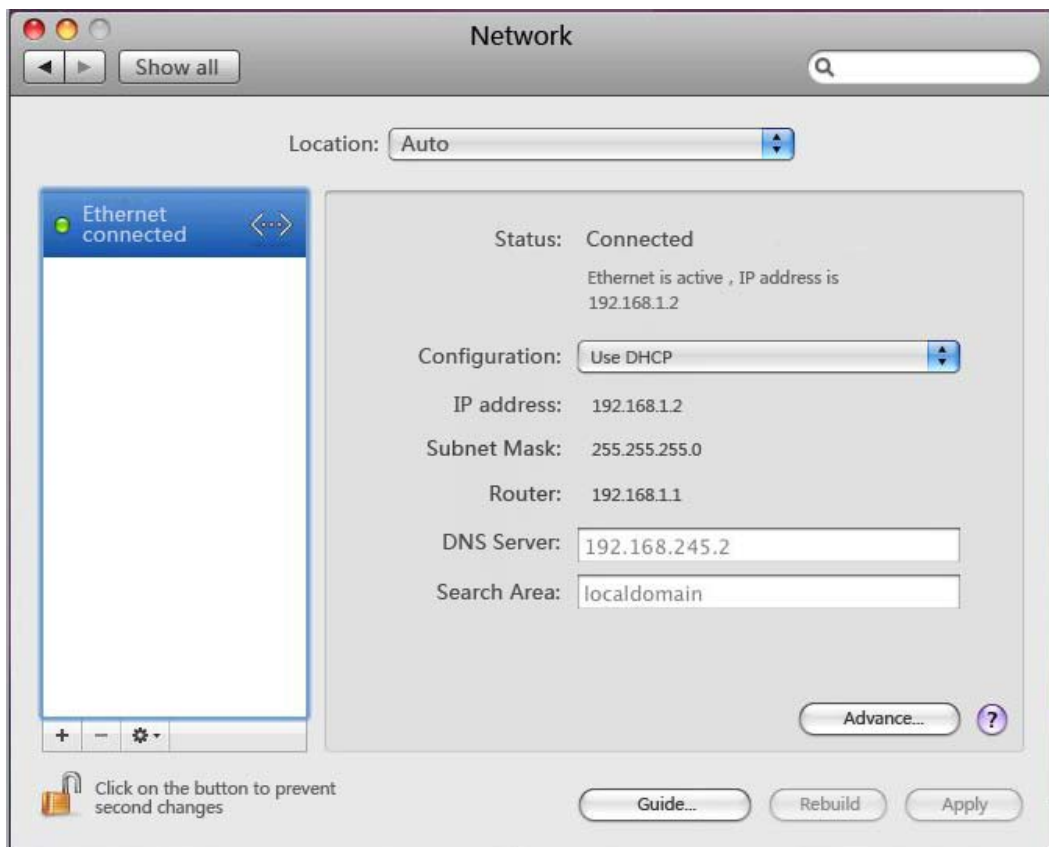 Network
Show all
Location: Auto
Ethernet
connected
Status: Connected
Ethernet is active , IP address is
192.168.1.2
Configuration: Use DHCP
IP address: 192.168.1.2
Subnet Mask: 255.255.255.0
Router: 192.168.1.1
DNS Server: 192.168.245.2
Search Area: localdomain
Advance... ?
+ −
Click on the button to prevent
second changes
Guide... Rebuild Apply